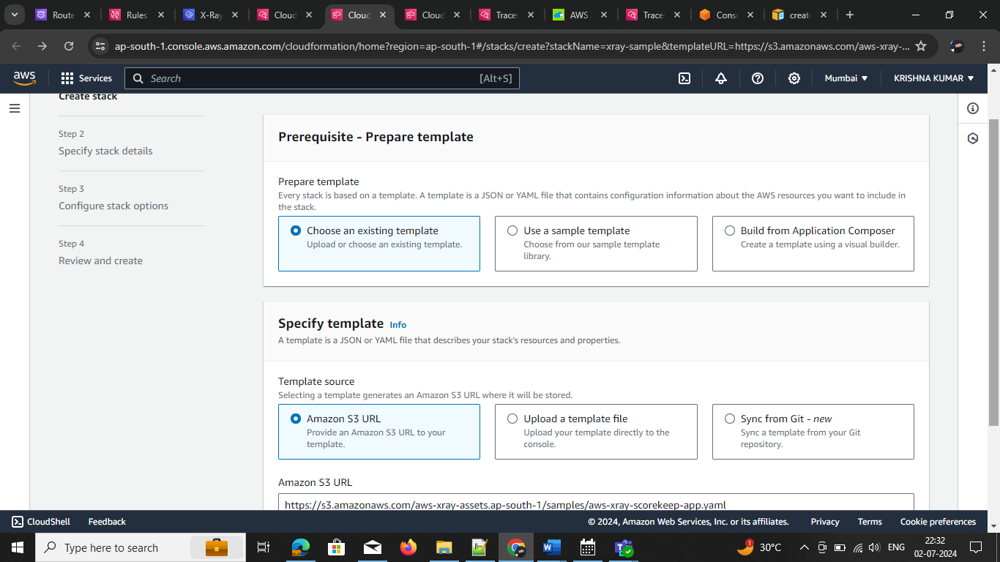 Route
Rules
X-Ray
Cloud
Cloud
Cloud
Traces
AWS
Traces
Cons
create
ap-south-1.console.aws.amazon.com/cloudformation/home?region=ap-south-1#/stacks/create?stackName=xray-sample&templateURL=https://s3.amazonaws.com/aws-xray-...
aws
Services
Search
[Alt+S]
Mumbai
KRISHNA KUMAR
Create stack
Step 2
Specify stack details
Step 3
Configure stack options
Step 4
Review and create
Prerequisite - Prepare template
Prepare template
Every stack is based on a template. A template is a JSON or YAML file that contains configuration information about the AWS resources you want to include in
the stack.
Choose an existing template
Upload or choose an existing template.
Use a sample template
Choose from our sample template
library.
Build from Application Composer
Create a template using a visual builder.
Specify template Info
A template is a JSON or YAML file that describes your stack's resources and properties.
Template source
Selecting a template generates an Amazon S3 URL where it will be stored.
Amazon S3 URL
Provide an Amazon S3 URL to your
template.
Upload a template file
Upload your template directly to the
console.
Sync from Git - new
Sync a template from your Git
repository.
Amazon S3 URL
https://s3.amazonaws.com/aws-xray-assets.ap-south-1/samples/aws-xray-scorekeep-app.yaml
CloudShell
Feedback
© 2024, Amazon Web Services, Inc. or its affiliates.
Privacy
Terms
Cookie preferences
Type here to search
1
30°C
ENG
22:32
02-07-2024